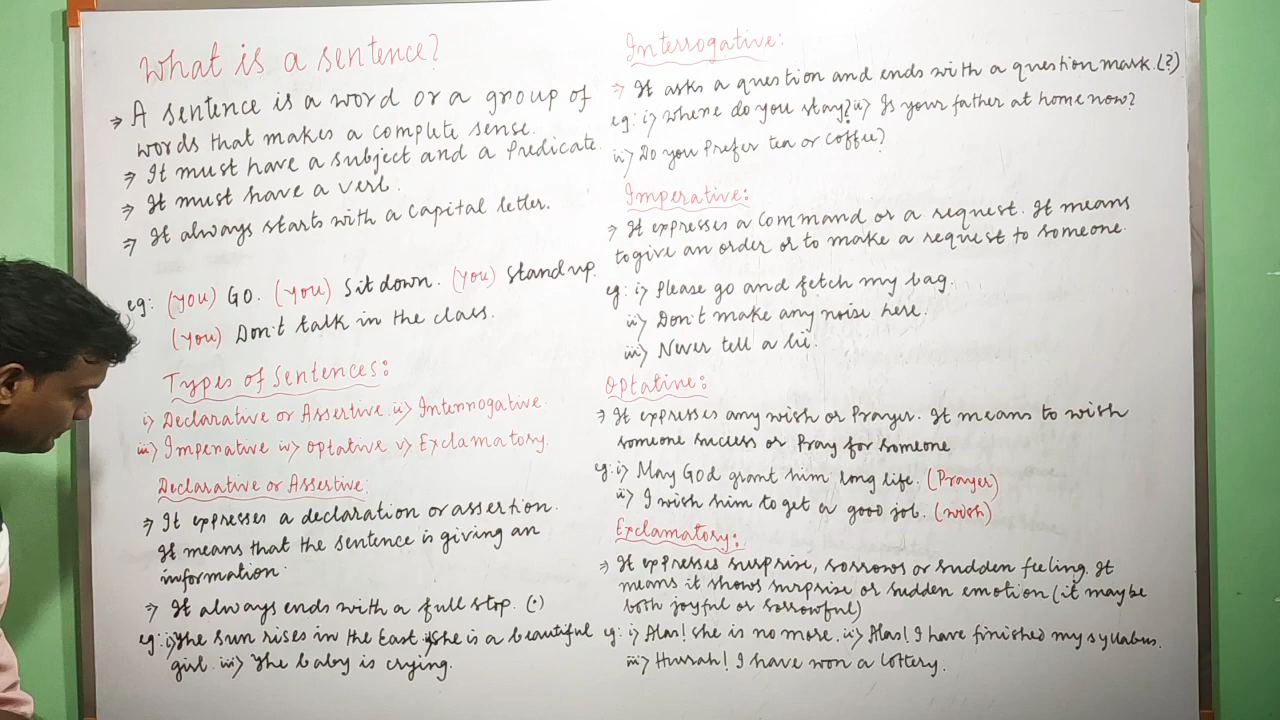 What is a sentence?
⇒ A sentence is a word or a group of
words that makes a complete sense.
⇒ It must have a subject and a Predicate.
⇒ It must have a verb.
⇒ It always starts with a Capital letter.
eg: (You) GO. (You) Sit down. (You) Stand up.
(You) Don't talk in the class.
Types of Sentences:
i) Declarative or Assertive. ii) Interrogative.
iii) Imperative iv) Optative v) Exclamatory.
Declarative or Assertive:
⇒ It expresses a declaration or assertion.
It means that the sentence is giving an
information.
⇒ It always ends with a full stop. (.)
eg: i) The sun rises in the East. ii) She is a beautiful
girl. iii) The baby is crying.
Interrogative:
⇒ It asks a question and ends with a question mark.(?)
eg: i) where do you stay? ii) Is your father at home now?
iii) Do you Prefer tea or Coffee?
Imperative:
⇒ It expresses a Command or a request. It means
to give an order or to make a request to someone.
eg: i) Please go and fetch my bag.
ii) Don't make any noise here.
iii) Never tell a lie.
Optative:
⇒ It expresses any wish or Prayer. It means to wish
someone success or Pray for someone
eg: i) May God grant him long life. (Prayer)
ii) I wish him to get a good job. (wish)
Exclamatory:
⇒ It expresses surprise, sorrows or sudden feeling. It
means it shows surprise or sudden emotion (it maybe
both joyful or sorrowful)
eg: i) Alas! she is no more. ii) Alas! I have finished my syllabus.
iii) Hurrah! I have won a lottery.